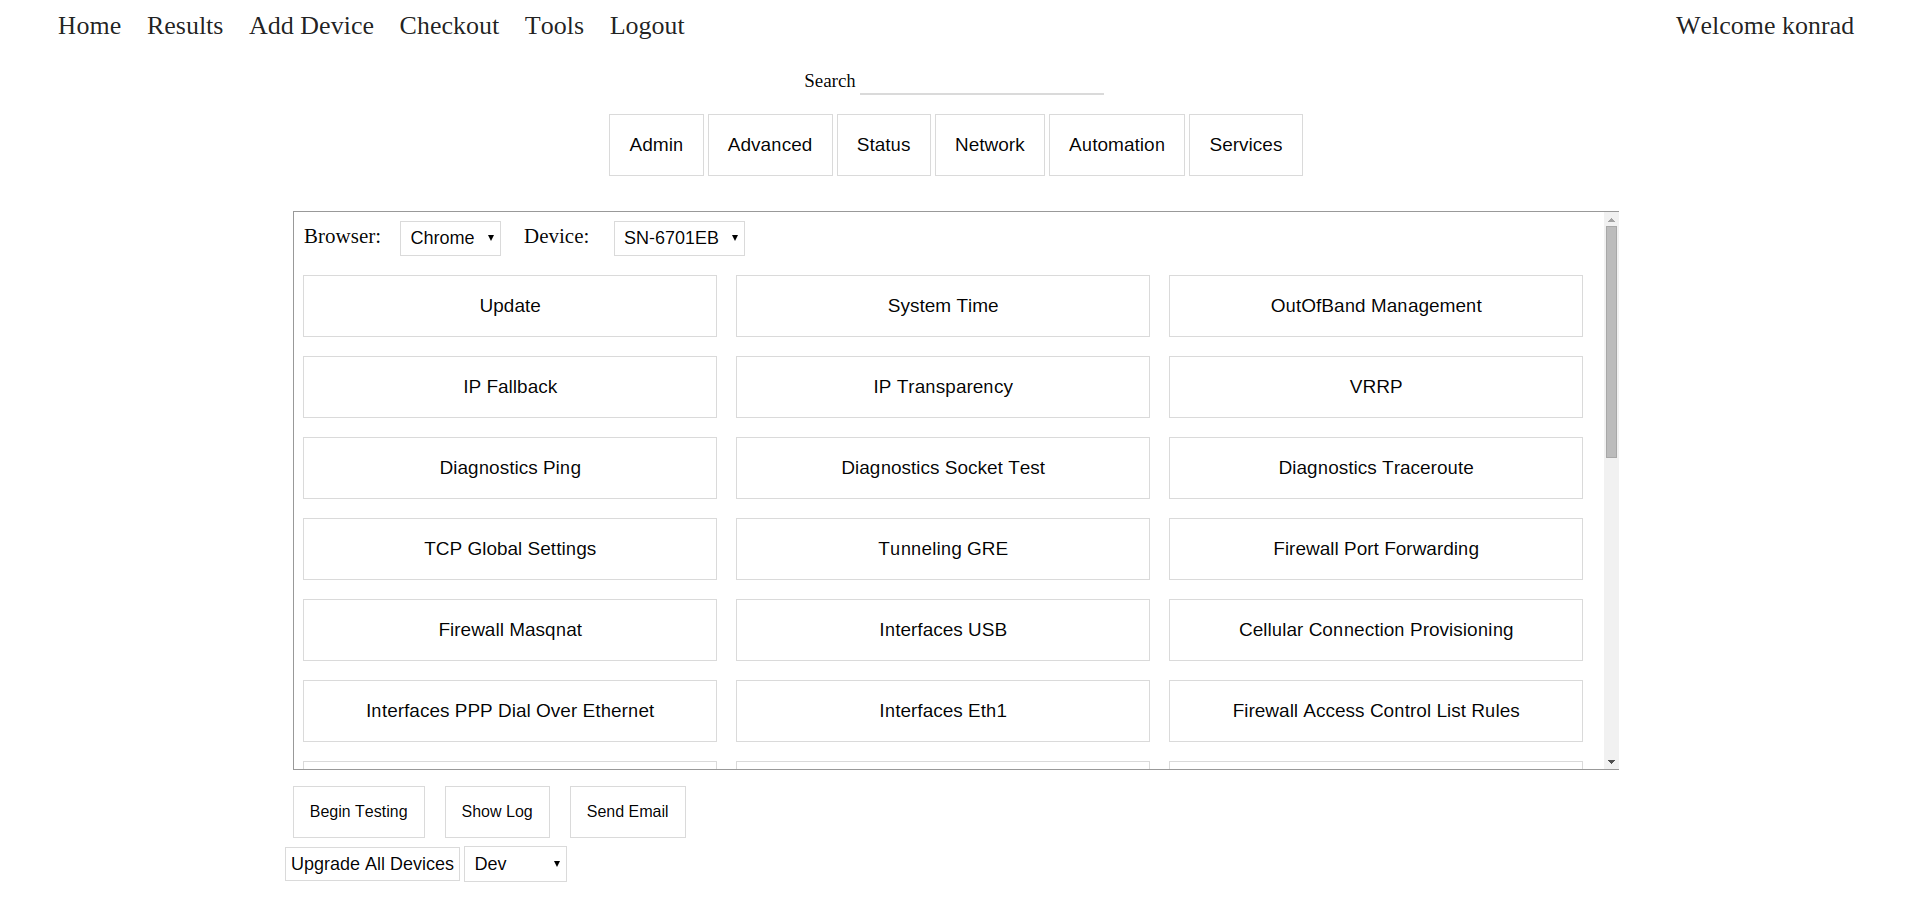 Home Results Add Device Checkout Tools Logout Welcome konrad
Search
Admin Advanced Status Network Automation Services
Browser: Chrome Device: SN-6701EB
Update System Time OutOfBand Management
IP Fallback IP Transparency VRRP
Diagnostics Ping Diagnostics Socket Test Diagnostics Traceroute
TCP Global Settings Tunneling GRE Firewall Port Forwarding
Firewall Masqnat Interfaces USB Cellular Connection Provisioning
Interfaces PPP Dial Over Ethernet Interfaces Eth1 Firewall Access Control List Rules
Begin Testing Show Log Send Email
Upgrade All Devices Dev